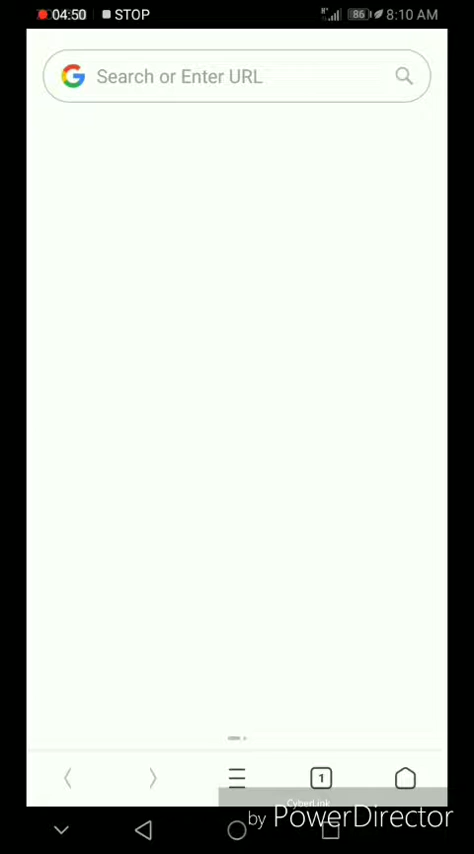 04:50 STOP 86 8:10 AM
G Search or Enter URL
1
CyberLink
by PowerDirector